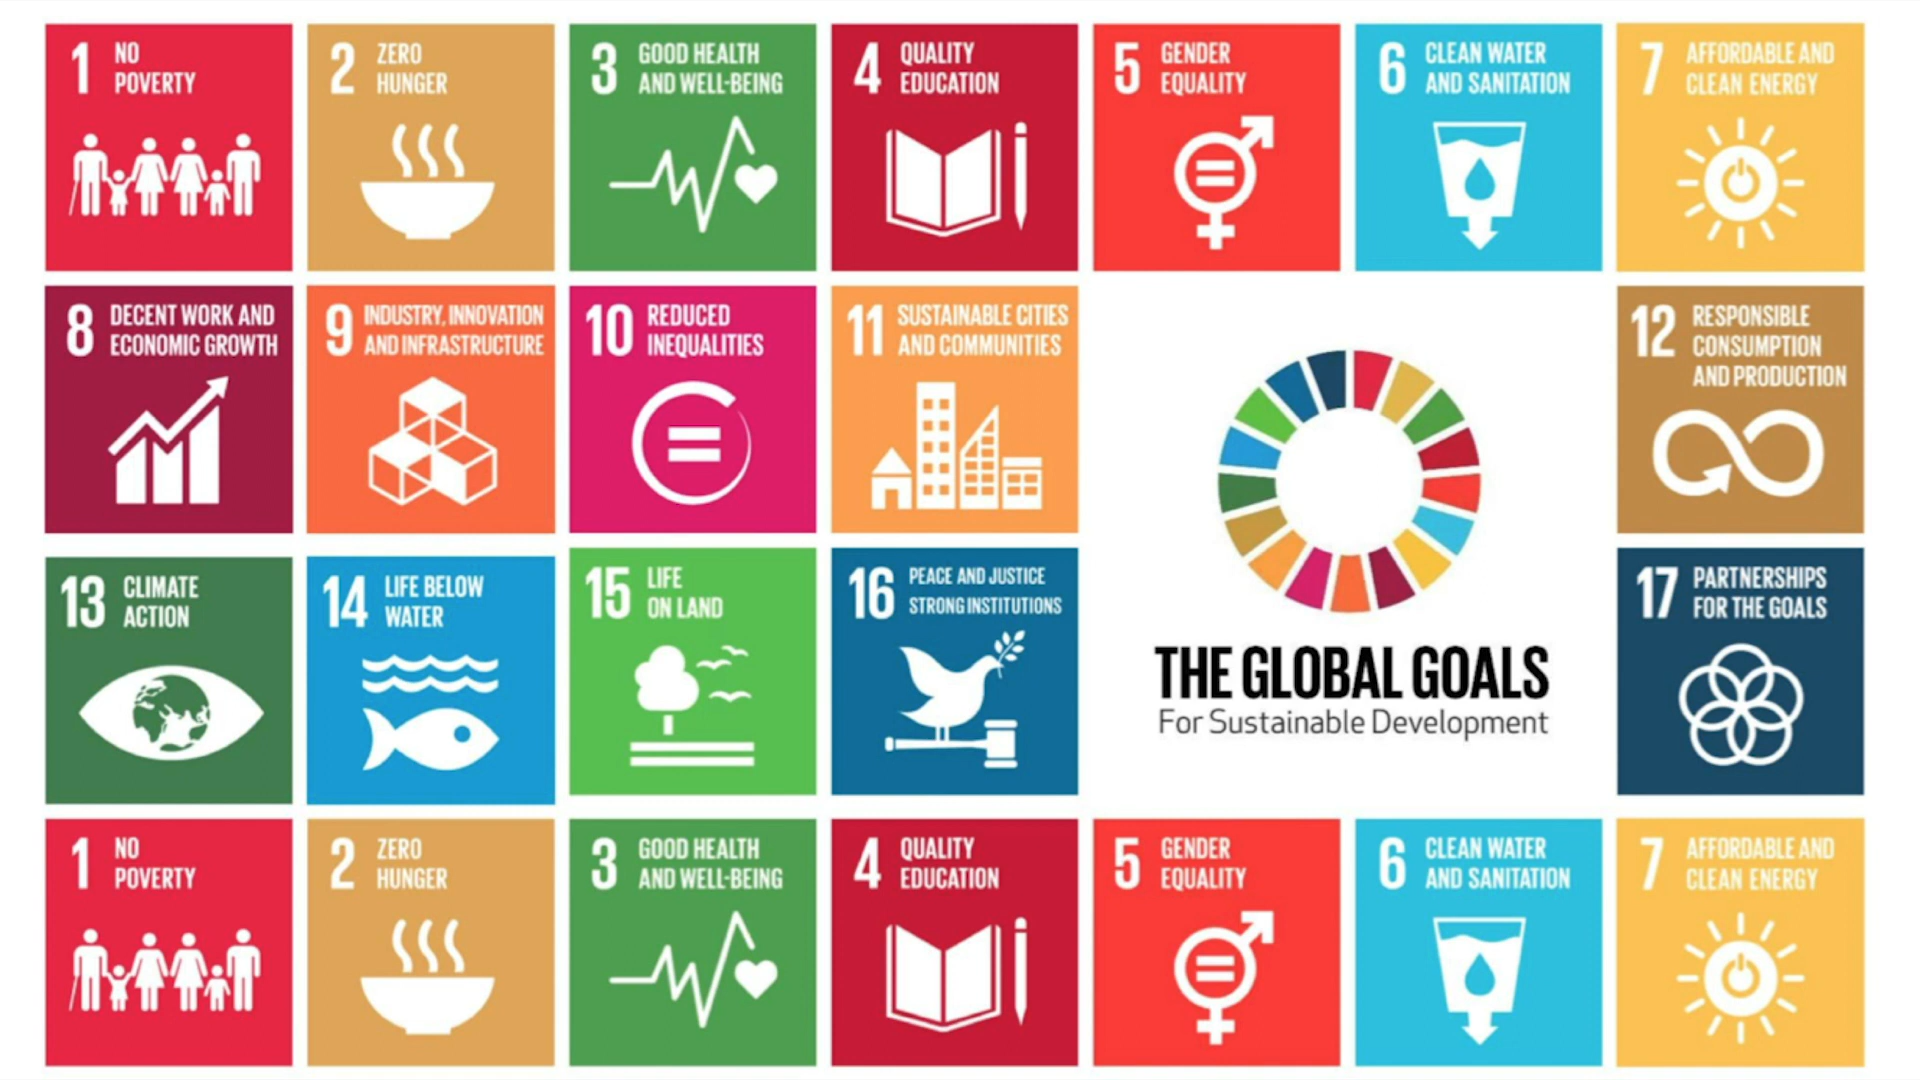 1 NO
POVERTY
2 ZERO
HUNGER
3 GOOD HEALTH
AND WELL-BEING
4 QUALITY
EDUCATION
5 GENDER
EQUALITY
6 CLEAN WATER
AND SANITATION
7 AFFORDABLE AND
CLEAN ENERGY
8 DECENT WORK AND
ECONOMIC GROWTH
9 INDUSTRY, INNOVATION
AND INFRASTRUCTURE
10 REDUCED
INEQUALITIES
11 SUSTAINABLE CITIES
AND COMMUNITIES
12 RESPONSIBLE
CONSUMPTION
AND PRODUCTION
13 CLIMATE
ACTION
14 LIFE BELOW
WATER
15 LIFE
ON LAND
16 PEACE AND JUSTICE
STRONG INSTITUTIONS
THE GLOBAL GOALS
For Sustainable Development
17 PARTNERSHIPS
FOR THE GOALS
1 NO
POVERTY
2 ZERO
HUNGER
3 GOOD HEALTH
AND WELL-BEING
4 QUALITY
EDUCATION
5 GENDER
EQUALITY
6 CLEAN WATER
AND SANITATION
7 AFFORDABLE AND
CLEAN ENERGY